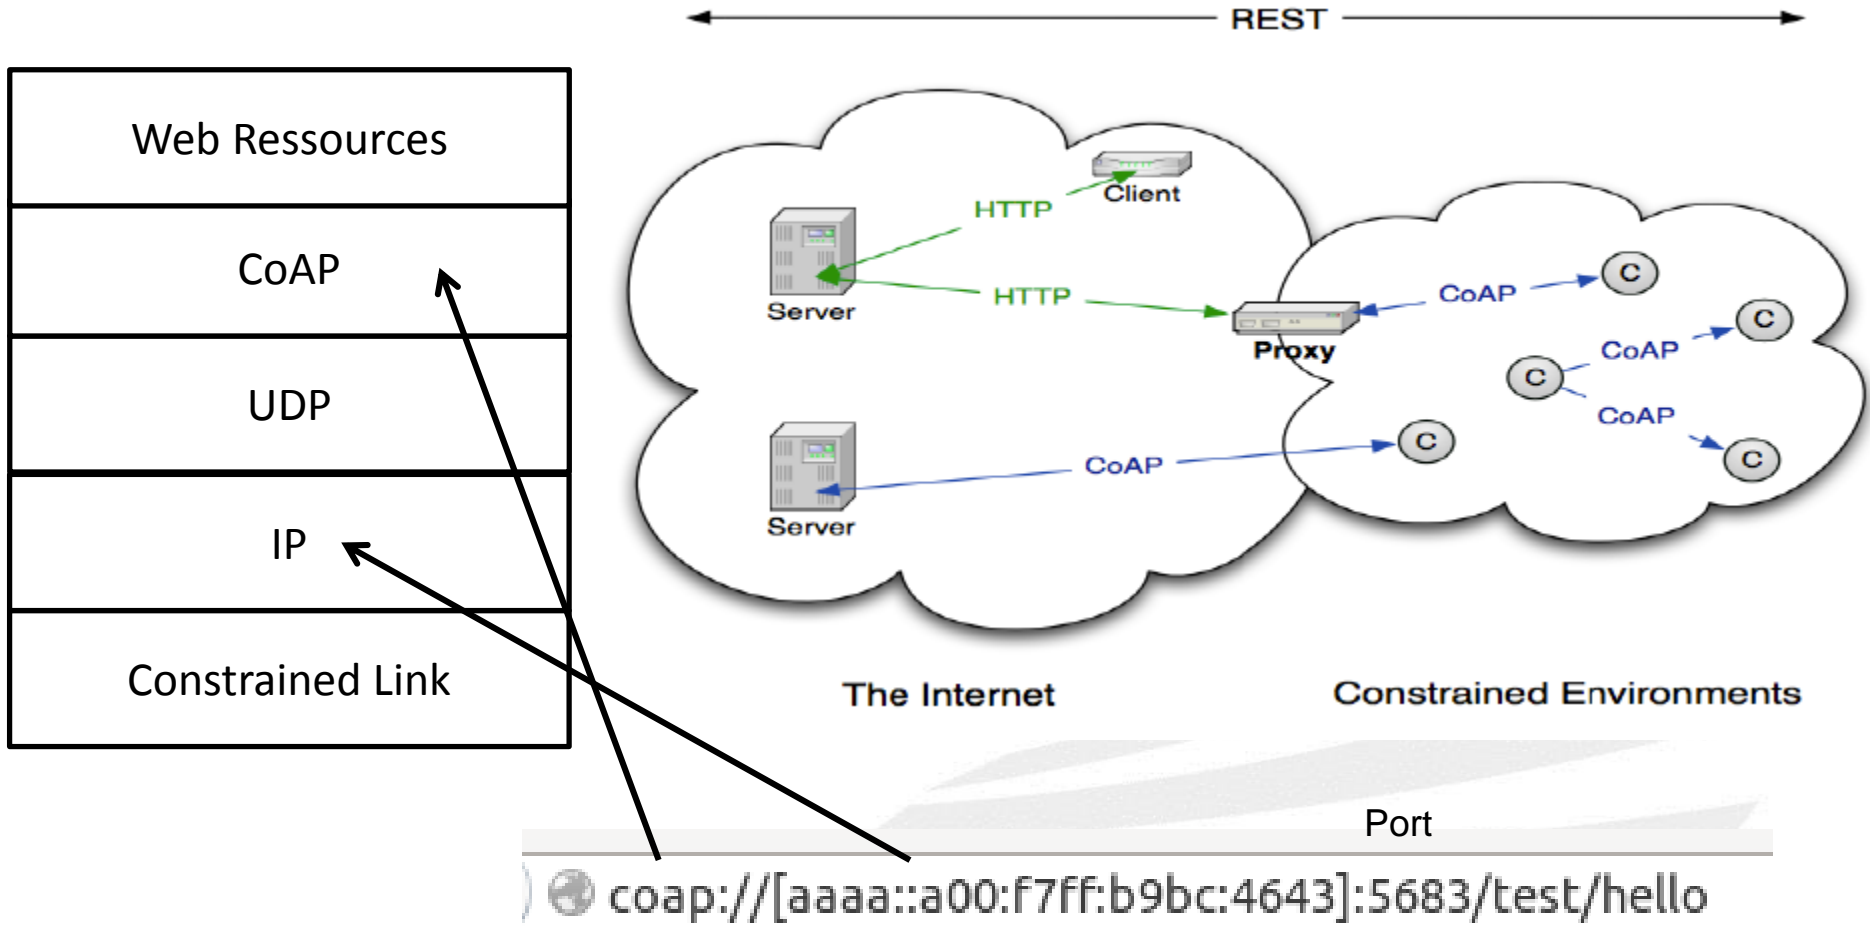 REST
Web Ressources
CoAP
UDP
IP
Constrained Link
Client
HTTP
Server
HTTP
Proxy
CoAP
C
C
CoAP
C
CoAP
C
C
CoAP
Server
The Internet
Constrained Environments
Port
coap://[aaaa::a00:f7ff:b9bc:4643]:5683/test/hello